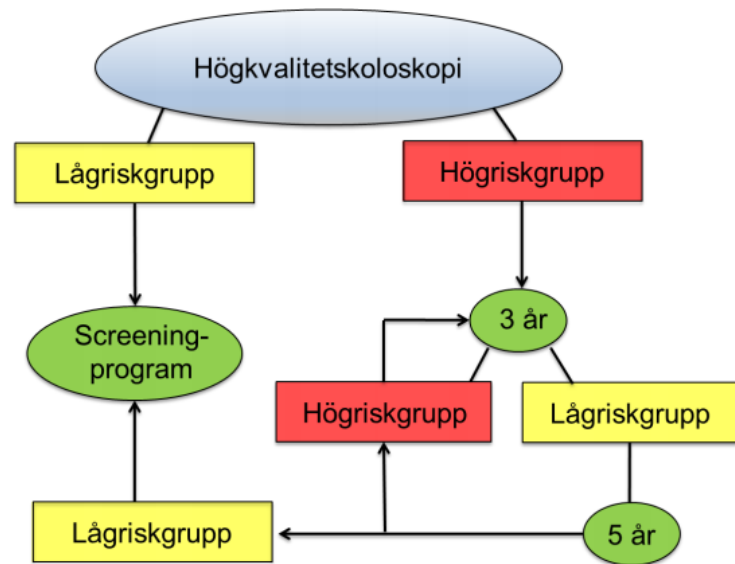 Högkvalitetskoloskopi
Lågriskgrupp
Högriskgrupp
Screening-
program
3 år
Högriskgrupp
Lågriskgrupp
Lågriskgrupp
5 år